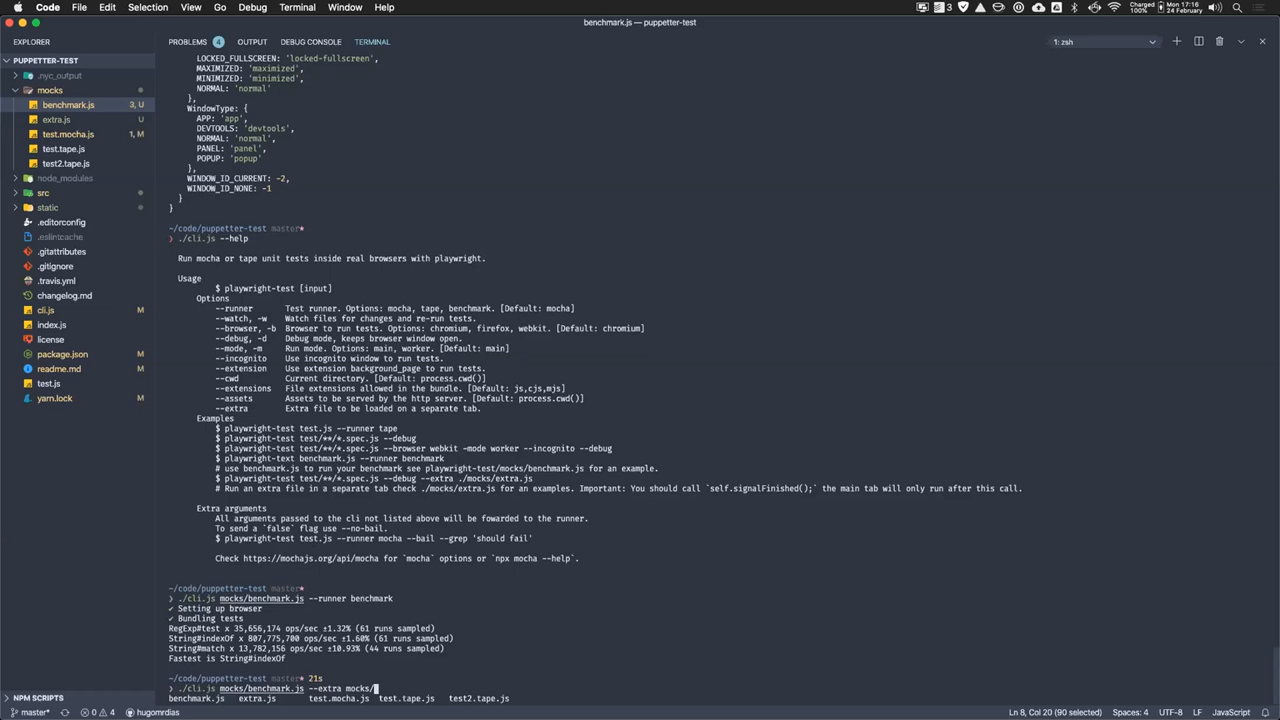 Code File Edit Selection View Go Debug Terminal Window Help
3
Charged 100%
Mon 17:16 24 February
benchmark.js — puppetter-test
EXPLORER
PUPPETTER-TEST
.nyc_output
mocks
benchmark.js 3, U
extra.js U
test.mocha.js 1, M
test.tape.js
test2.tape.js
node_modules
src
static
.editorconfig
.eslintcache
.gitattributes
.gitignore
.travis.yml
changelog.md
cli.js M
index.js
license
package.json M
readme.md M
test.js
yarn.lock M
NPM SCRIPTS
PROBLEMS 4 OUTPUT DEBUG CONSOLE TERMINAL
1: zsh
LOCKED_FULLSCREEN: 'locked-fullscreen',
MAXIMIZED: 'maximized',
MINIMIZED: 'minimized',
NORMAL: 'normal'
},
WindowType: {
APP: 'app',
DEVTOOLS: 'devtools',
NORMAL: 'normal',
PANEL: 'panel',
POPUP: 'popup'
},
WINDOW_ID_CURRENT: -2,
WINDOW_ID_NONE: -1
}
}
~/code/puppetter-test master*
❯ ./cli.js --help
Run mocha or tape unit tests inside real browsers with playwright.
Usage
$ playwright-test [input]
Options
--runner Test runner. Options: mocha, tape, benchmark. [Default: mocha]
--watch, -w Watch files for changes and re-run tests.
--browser, -b Browser to run tests. Options: chromium, firefox, webkit. [Default: chromium]
--debug, -d Debug mode, keeps browser window open.
--mode, -m Run mode. Options: main, worker. [Default: main]
--incognito Use incognito window to run tests.
--extension Use extension background_page to run tests.
--cwd Current directory. [Default: process.cwd()]
--extensions File extensions allowed in the bundle. [Default: js,cjs,mjs]
--assets Assets to be served by the http server. [Default: process.cwd()]
--extra Extra file to be loaded on a separate tab.
Examples
$ playwright-test test.js --runner tape
$ playwright-test test/**/*.spec.js --debug
$ playwright-test test/**/*.spec.js --browser webkit -mode worker --incognito --debug
$ playwright-text benchmark.js --runner benchmark
# use benchmark.js to run your benchmark see playwright-test/mocks/benchmark.js for an example.
$ playwright-test test/**/*.spec.js --debug --extra ./mocks/extra.js
# Run an extra file in a separate tab check ./mocks/extra.js for an examples. Important: You should call `self.signalFinished();` the main tab will only run after this call.
Extra arguments
All arguments passed to the cli not listed above will be fowarded to the runner.
To send a `false` flag use --no-bail.
$ playwright-test test.js --runner mocha --bail --grep 'should fail'
Check https://mochajs.org/api/mocha for `mocha` options or `npx mocha --help`.
~/code/puppetter-test master*
❯ ./cli.js mocks/benchmark.js --runner benchmark
✔ Setting up browser
✔ Bundling tests
RegExp#test x 35,656,174 ops/sec ±1.32% (61 runs sampled)
String#indexOf x 807,775,700 ops/sec ±1.60% (61 runs sampled)
String#match x 13,782,156 ops/sec ±10.93% (44 runs sampled)
Fastest is String#indexOf
~/code/puppetter-test master* 21s
❯ ./cli.js mocks/benchmark.js --extra mocks/
benchmark.js extra.js test.mocha.js test.tape.js test2.tape.js
master* 0 4 hugomrdias
Ln 8, Col 20 (90 selected) Spaces: 4 UTF-8 LF JavaScript